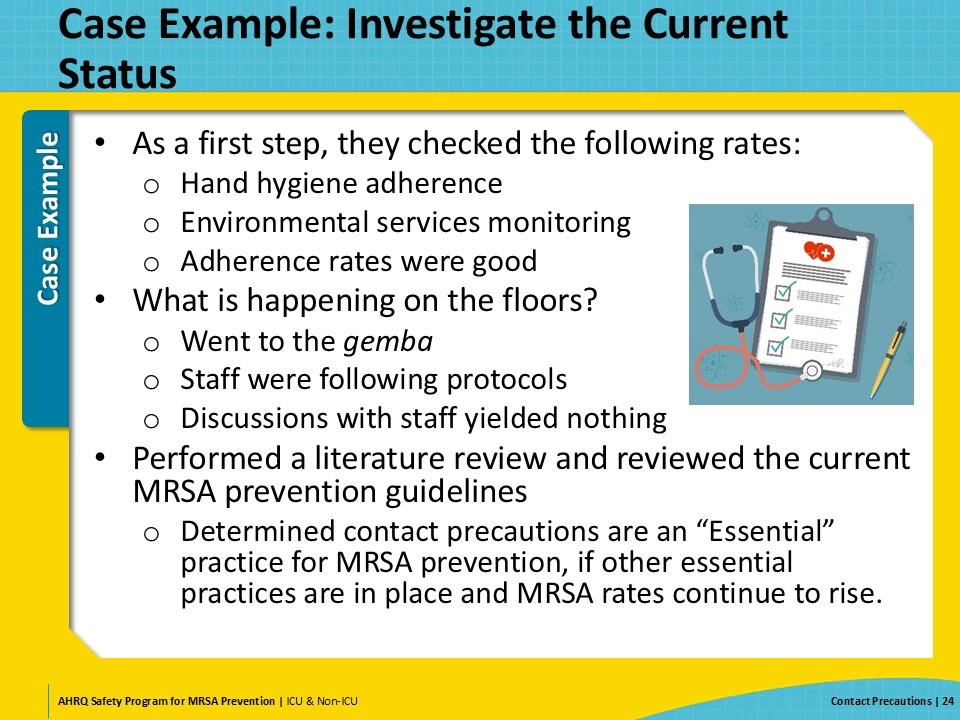 Case Example: Investigate the Current
Status
Case Example
• As a first step, they checked the following rates:
o Hand hygiene adherence
o Environmental services monitoring
o Adherence rates were good
• What is happening on the floors?
o Went to the gemba
o Staff were following protocols
o Discussions with staff yielded nothing
• Performed a literature review and reviewed the current
MRSA prevention guidelines
o Determined contact precautions are an “Essential”
practice for MRSA prevention, if other essential
practices are in place and MRSA rates continue to rise.
AHRQ Safety Program for MRSA Prevention | ICU & Non-ICU
Contact Precautions | 24